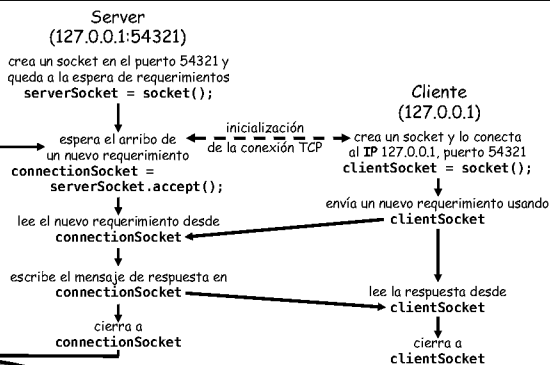 Server
(127.0.0.1:54321)
crea un socket en el puerto 54321 y
queda a la espera de requerimientos
serverSocket = socket();
espera el arribo de
un nuevo requerimiento
connectionSocket =
serverSocket.accept();
lee el nuevo requerimiento desde
connectionSocket
escribe el mensaje de respuesta en
connectionSocket
cierra a
connectionSocket
inicialización
de la conexión TCP
Cliente
(127.0.0.1)
crea un socket y lo conecta
al IP 127.0.0.1, puerto 54321
clientSocket = socket();
envía un nuevo requerimiento usando
clientSocket
lee la respuesta desde
clientSocket
cierra a
clientSocket